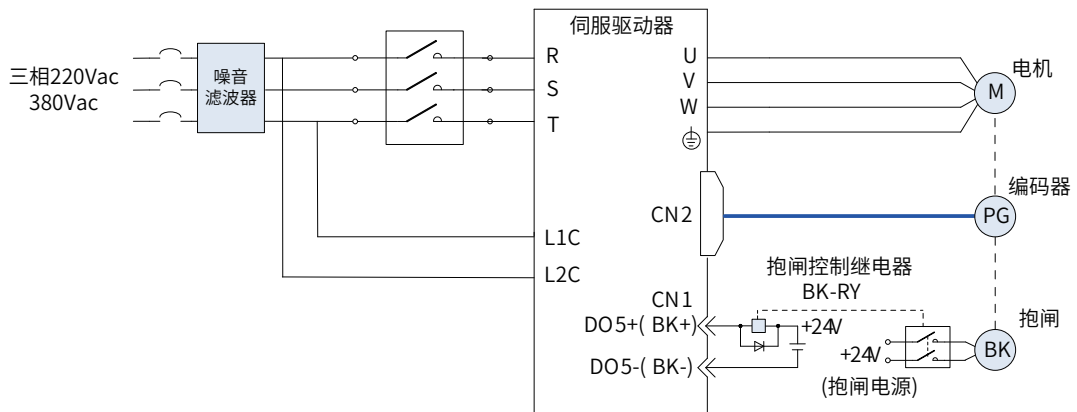 伺服驱动器
三相220Vac
380Vac
噪音
滤波器
R
S
T
U
V
W
电机
M
编码器
CN2
PG
L1C
L2C
抱闸控制继电器
BK-RY
CN1
DO5+( BK+)
+24V
抱闸
+24V
BK
DO5-( BK-)
(抱闸电源)